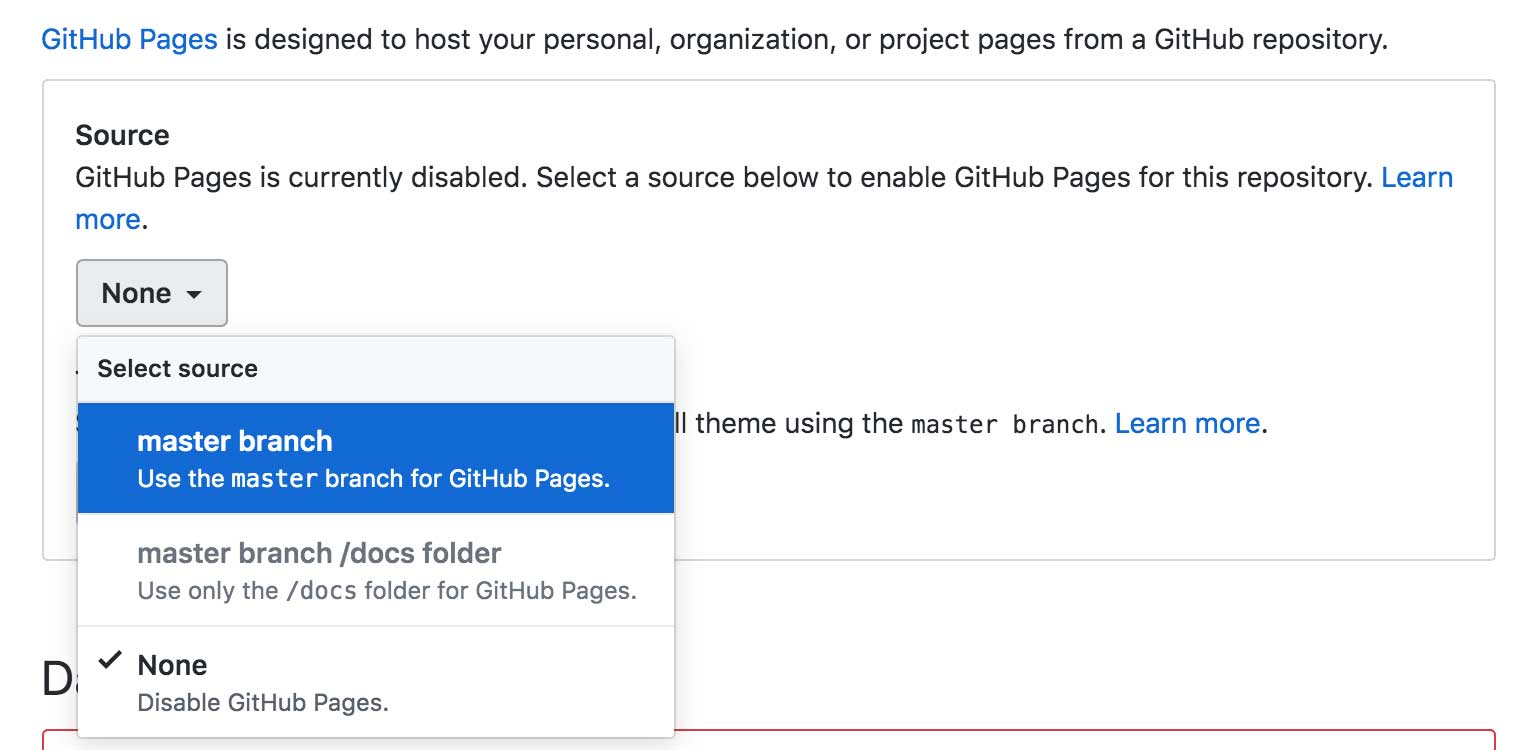 GitHub Pages is designed to host your personal, organization, or project pages from a GitHub repository.
Source
GitHub Pages is currently disabled. Select a source below to enable GitHub Pages for this repository. Learn
more.
None
Select source
ll theme using the master branch. Learn more.
master branch
Use the master branch for GitHub Pages.
master branch /docs folder
Use only the /docs folder for GitHub Pages.
None
Disable GitHub Pages.